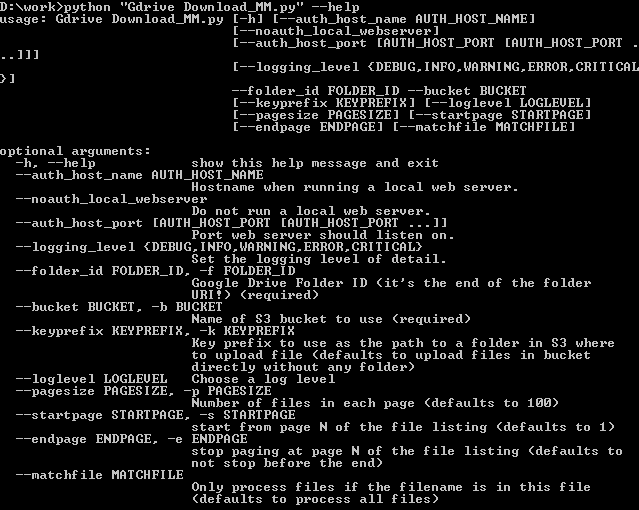 D:\work>python "Gdrive Download_MM.py" --help
usage: Gdrive Download_MM.py [-h] [--auth_host_name AUTH_HOST_NAME]
[--noauth_local_webserver]
[--auth_host_port [AUTH_HOST_PORT [AUTH_HOST_PORT .
..]]]
[--logging_level {DEBUG,INFO,WARNING,ERROR,CRITICAL
}]
--folder_id FOLDER_ID --bucket BUCKET
[--keyprefix KEYPREFIX] [--loglevel LOGLEVEL]
[--pagesize PAGESIZE] [--startpage STARTPAGE]
[--endpage ENDPAGE] [--matchfile MATCHFILE]
optional arguments:
-h, --help show this help message and exit
--auth_host_name AUTH_HOST_NAME
Hostname when running a local web server.
--noauth_local_webserver
Do not run a local web server.
--auth_host_port [AUTH_HOST_PORT [AUTH_HOST_PORT ...]]
Port web server should listen on.
--logging_level {DEBUG,INFO,WARNING,ERROR,CRITICAL}
Set the logging level of detail.
--folder_id FOLDER_ID, -f FOLDER_ID
Google Drive Folder ID (it's the end of the folder
URI!) (required)
--bucket BUCKET, -b BUCKET
Name of S3 bucket to use (required)
--keyprefix KEYPREFIX, -k KEYPREFIX
Key prefix to use as the path to a folder in S3 where
to upload file (defaults to upload files in bucket
directly without any folder)
--loglevel LOGLEVEL Choose a log level
--pagesize PAGESIZE, -p PAGESIZE
Number of files in each page (defaults to 100)
--startpage STARTPAGE, -s STARTPAGE
start from page N of the file listing (defaults to 1)
--endpage ENDPAGE, -e ENDPAGE
stop paging at page N of the file listing (defaults to
not stop before the end)
--matchfile MATCHFILE
Only process files if the filename is in this file
(defaults to process all files)